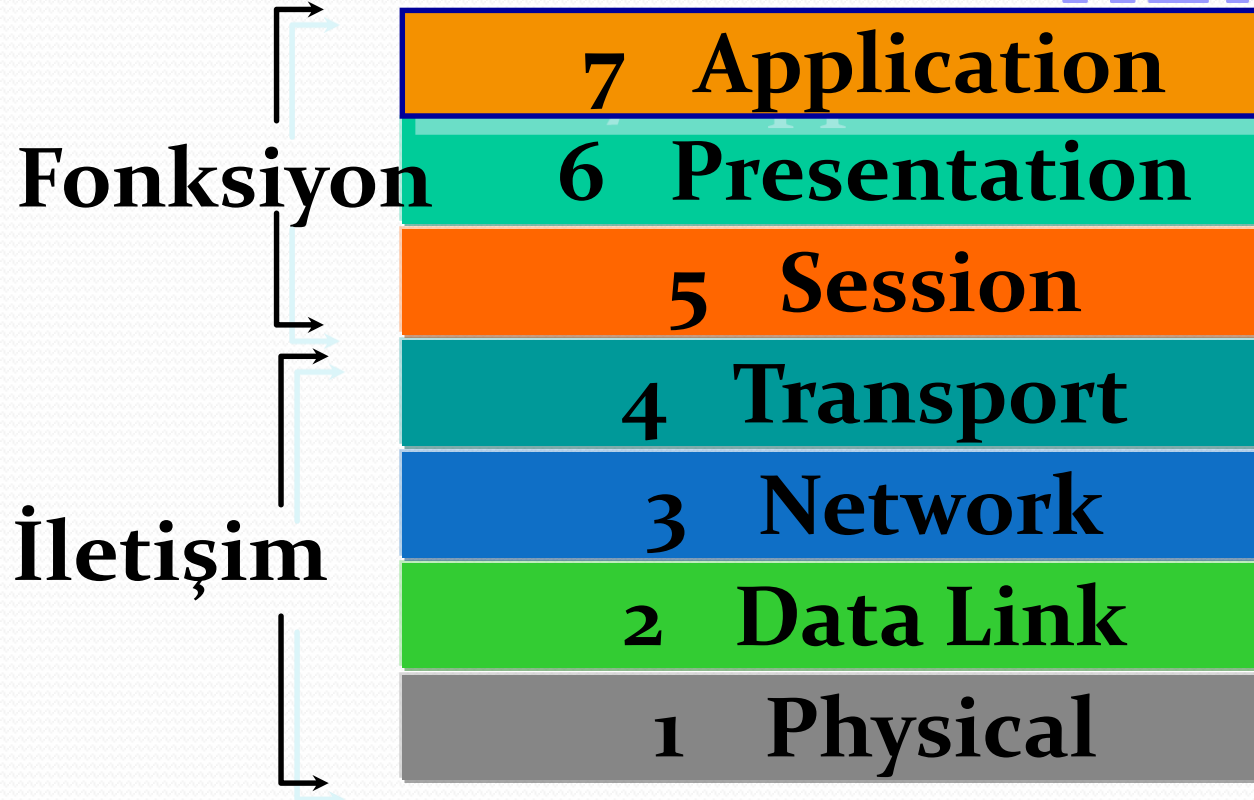 7 Application
Fonksiyon
6 Presentation
5 Session
4 Transport
3 Network
İletişim
2 Data Link
1 Physical